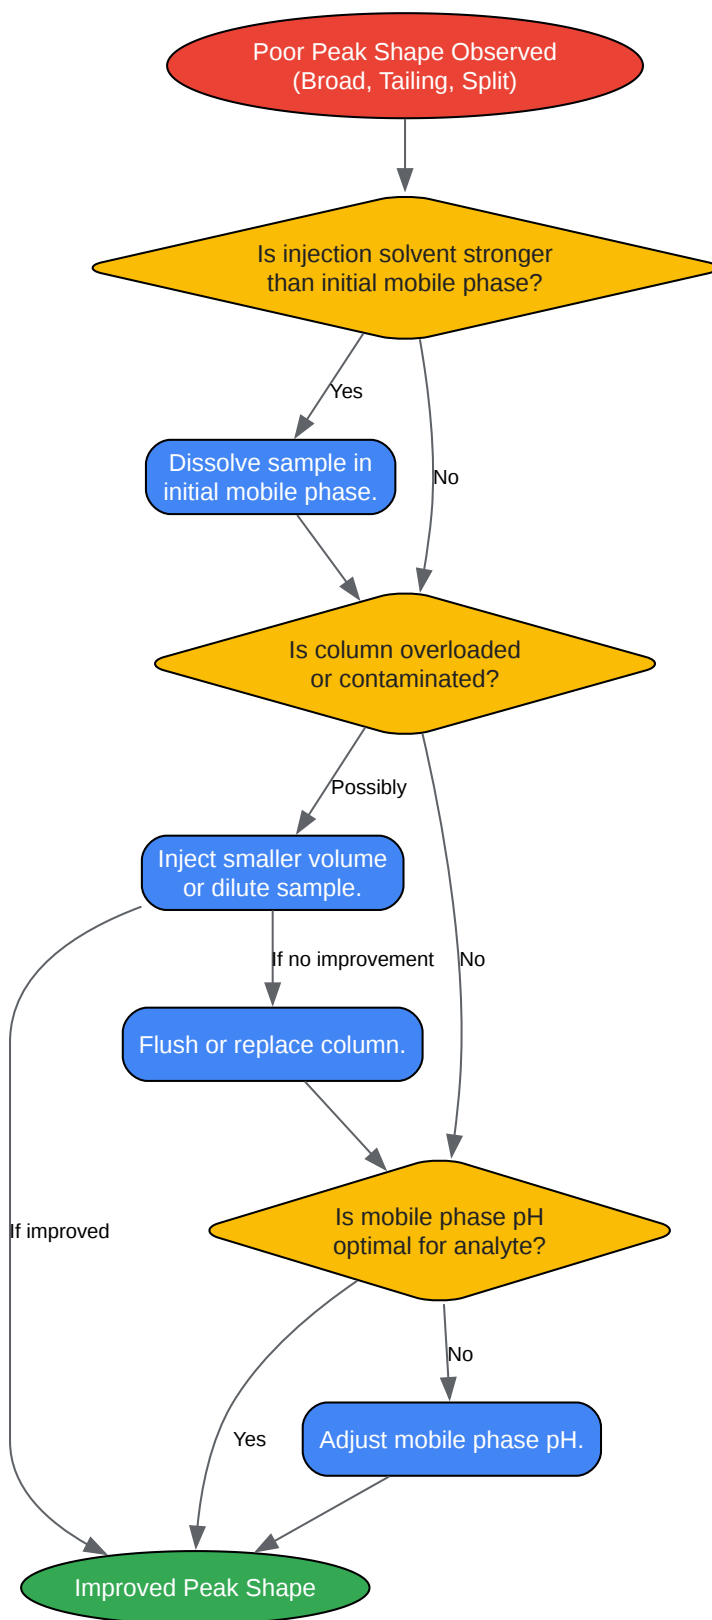 Poor Peak Shape Observed
(Broad, Tailing, Split)
Is injection solvent stronger
than initial mobile phase?
Yes
Dissolve sample in
initial mobile phase.
No
Is column overloaded
or contaminated?
Possibly
Inject smaller volume
or dilute sample.
If no improvement
No
Flush or replace column.
Is mobile phase pH
optimal for analyte?
If improved
No
Adjust mobile phase pH.
Yes
Improved Peak Shape